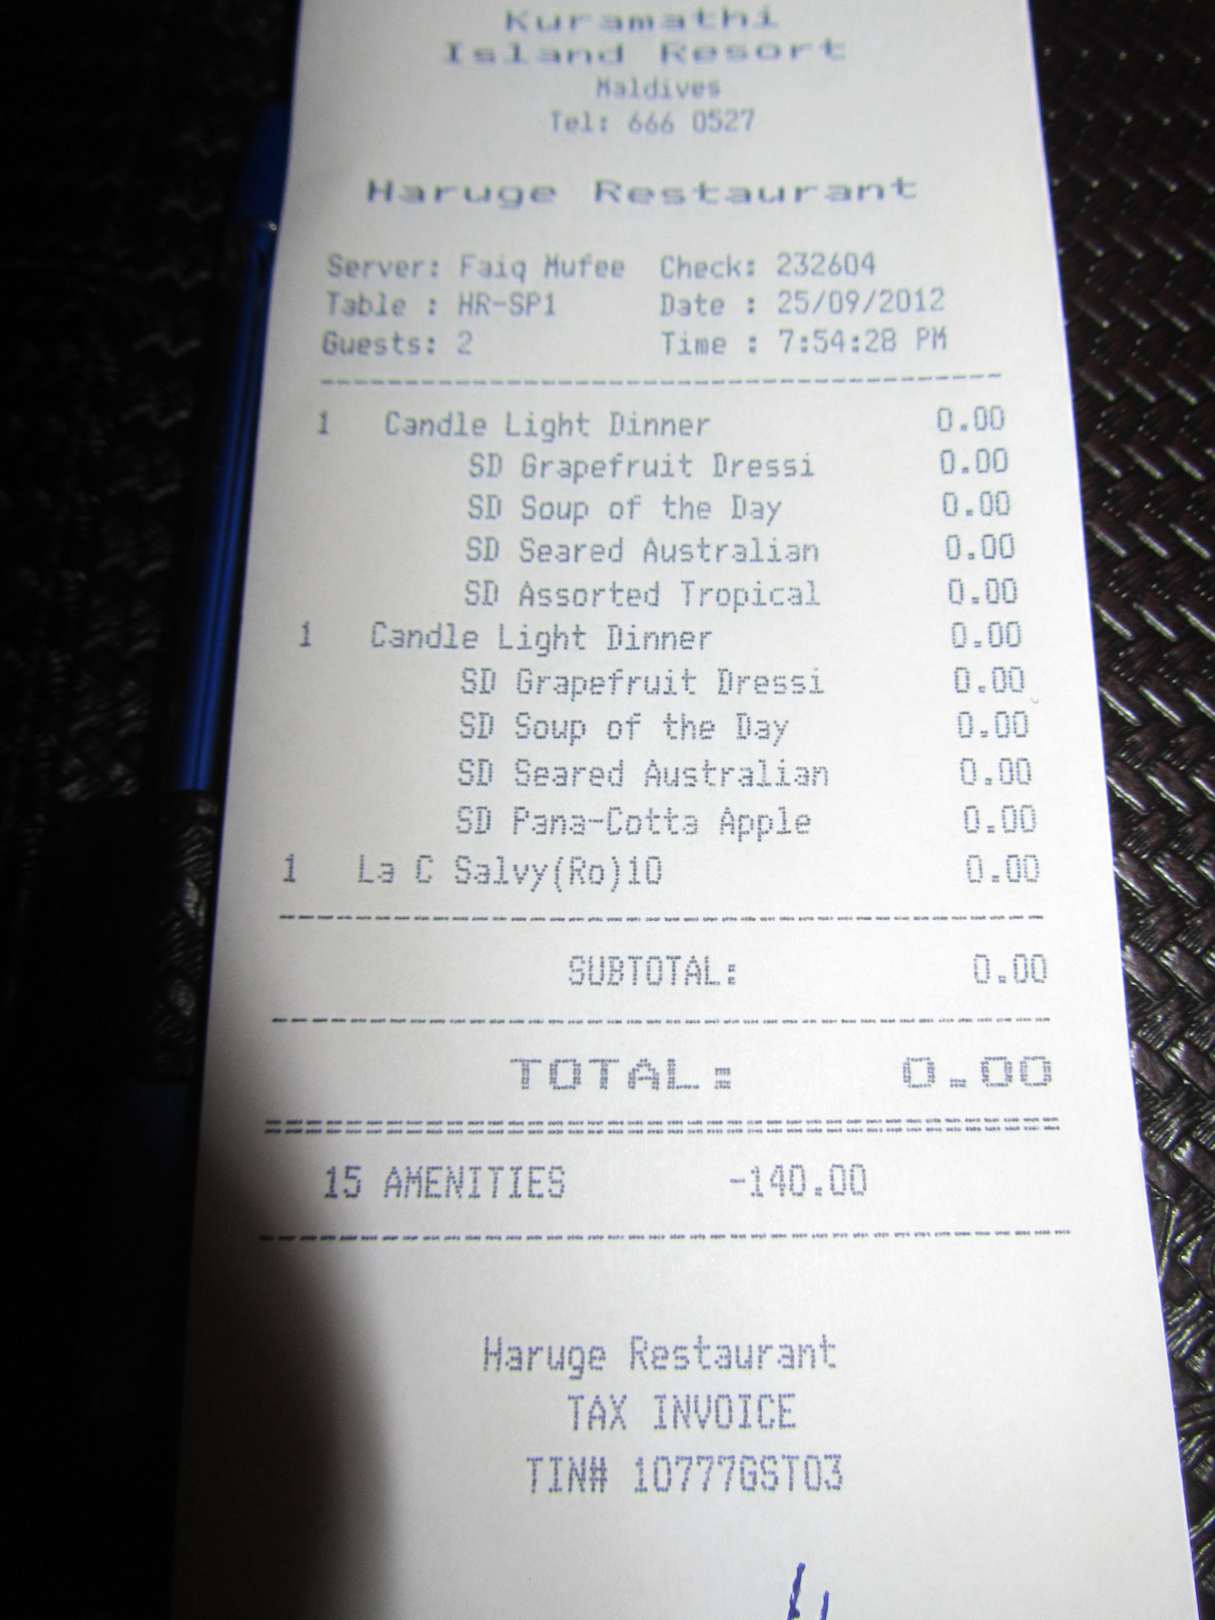 Kuramathi
Island Resort
Maldives
Tel: 666 0527
Haruge Restaurant
Server: Faiq Mufee Check: 232604
Table : HR-SP1 Date : 25/09/2012
Guests: 2 Time : 7:54:28 PM
1 Candle Light Dinner 0.00
SD Grapefruit Dressi 0.00
SD Soup of the Day 0.00
SD Seared Australian 0.00
SD Assorted Tropical 0.00
1 Candle Light Dinner 0.00
SD Grapefruit Dressi 0.00
SD Soup of the Day 0.00
SD Seared Australian 0.00
SD Pana-Cotta Apple 0.00
1 La C Salvy(Ro)10 0.00
SUBTOTAL: 0.00
TOTAL: 0.00
15 AMENITIES -140.00
Haruge Restaurant
TAX INVOICE
TIN# 10777GST03